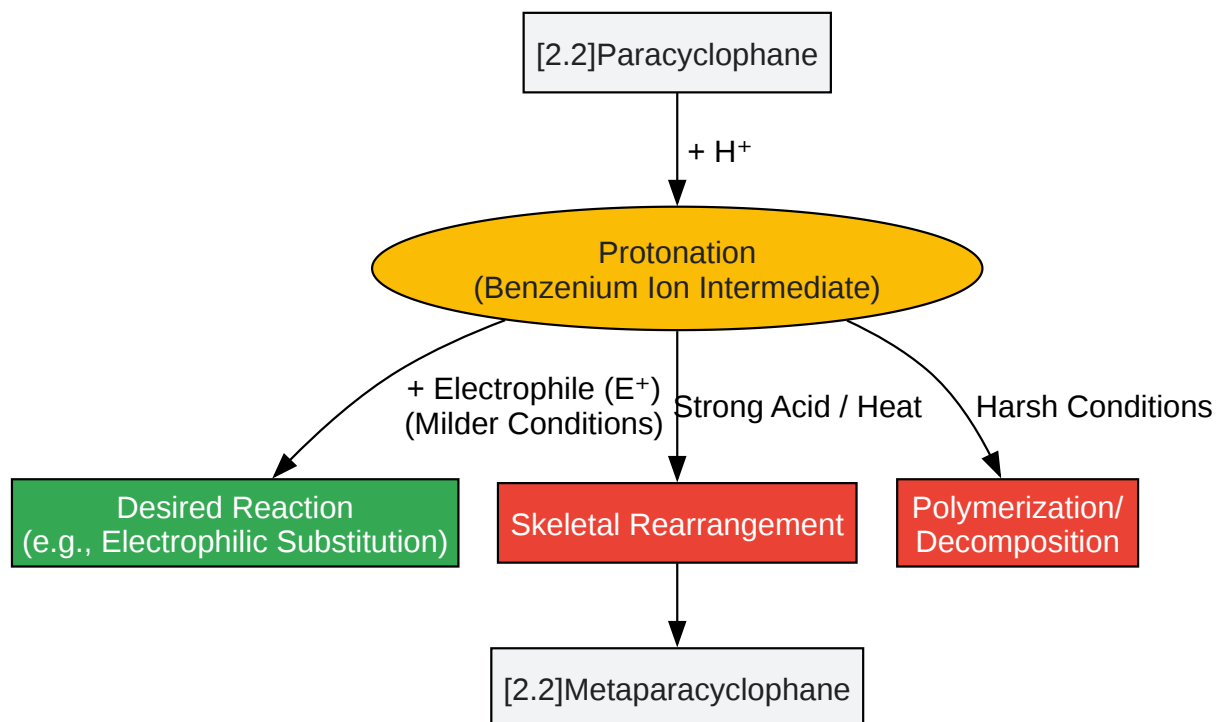 [2.2]Paracyclophane
+ H⁺
Protonation
(Benzenium Ion Intermediate)
+ Electrophile (E⁺)
(Milder Conditions)
Strong Acid / Heat
Harsh Conditions
Desired Reaction
(e.g., Electrophilic Substitution)
Skeletal Rearrangement
Polymerization/
Decomposition
[2.2]Metaparacyclophane